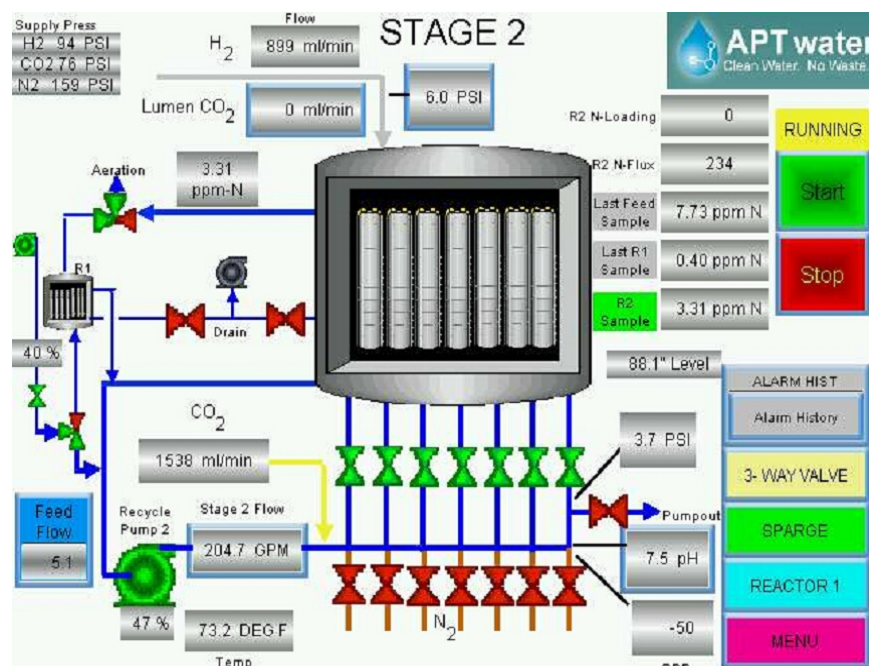 Supply Press
H2 94 PSI
CO2 76 PSI
N2 159 PSI
Flow
H2
899 ml/min
STAGE 2
APTwater
Clean Water. No Waste.
Lumen CO2
0 ml/min
6.0 PSI
R2 N-Loading
0
RUNNING
Aeration
3.31
ppm-N
R2 N-Flux
234
Start
Last Feed
Sample
7.73 ppm N
R1
Last R1
Sample
0.40 ppm N
Stop
R2
Sample
3.31 ppm N
Drain
40 %
88.1" Level
ALARM HIST
Alarm History
CO2
1538 ml/min
3.7 PSI
3- WAY VALVE
Feed
Flow
5.1
Recycle
Pump 2
Stage 2 Flow
204.7 GPM
Pumpout
7.5 pH
SPARGE
REACTOR 1
47 %
73.2 DEG F
Temp
N2
-50
MENU